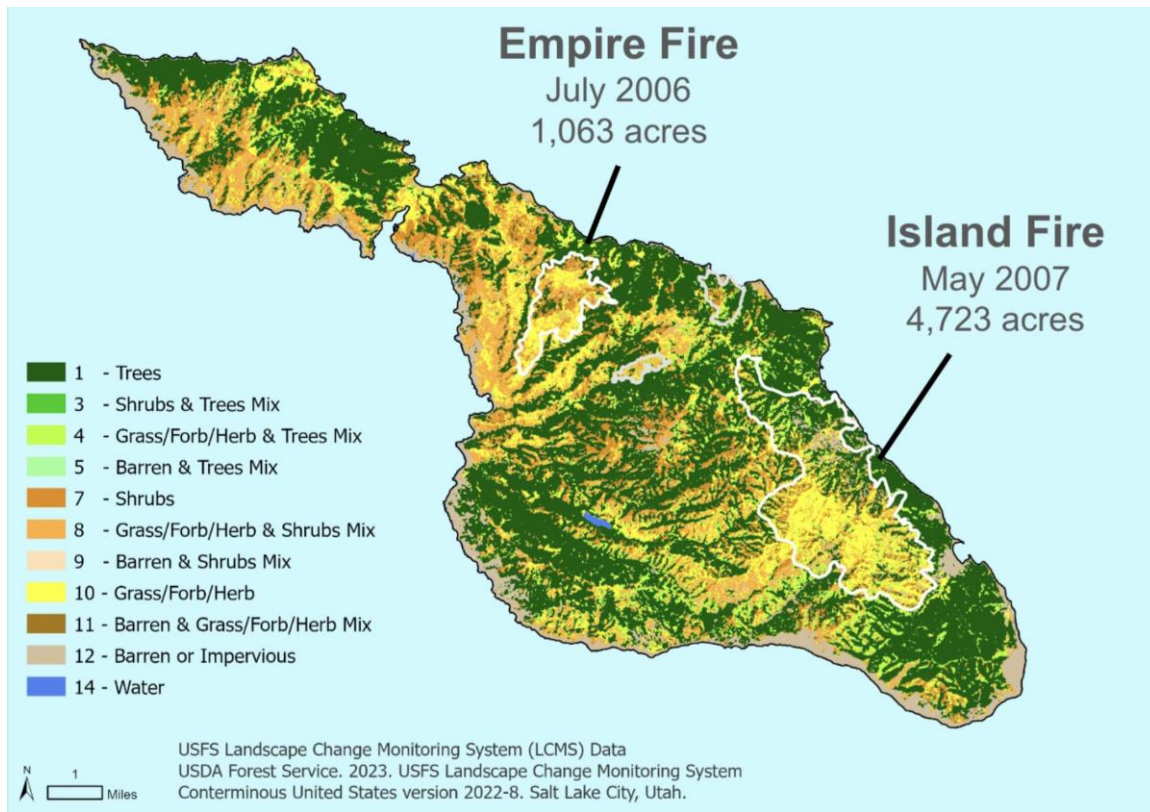 Empire Fire
July 2006
1,063 acres
Island Fire
May 2007
4,723 acres
1 - Trees
3 - Shrubs & Trees Mix
4 - Grass/Forb/Herb & Trees Mix
5 - Barren & Trees Mix
7 - Shrubs
8 - Grass/Forb/Herb & Shrubs Mix
9 - Barren & Shrubs Mix
10 - Grass/Forb/Herb
11 - Barren & Grass/Forb/Herb Mix
12 - Barren or Impervious
14 - Water
N
1
Miles
USFS Landscape Change Monitoring System (LCMS) Data
USDA Forest Service. 2023. USFS Landscape Change Monitoring System
Conterminous United States version 2022-8. Salt Lake City, Utah.